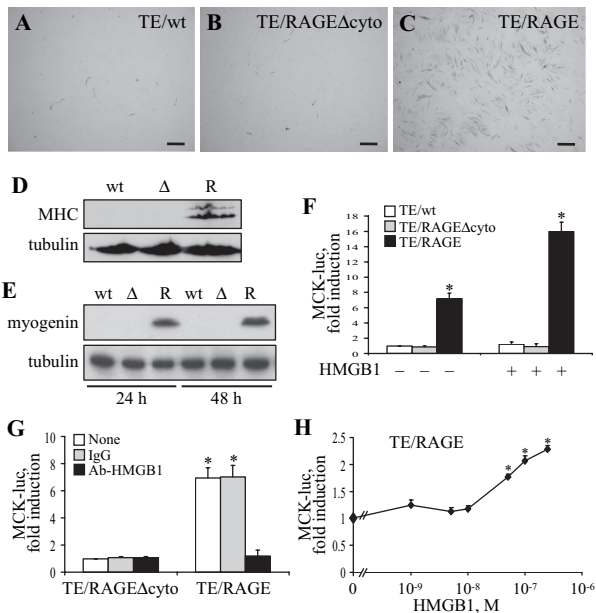 A TE/wt
B TE/RAGEΔcyto
C TE/RAGE
D wt Δ R
MHC
tubulin
E wt Δ R wt Δ R
myogenin
tubulin
24 h 48 h
F TE/wt
TE/RAGEΔcyto
TE/RAGE
MCK-luc, fold induction
18
16
14
12
10
8
6
4
2
0
*
*
HMGB1 – – – + + +
G None
IgG
Ab-HMGB1
MCK-luc, fold induction
10
8
6
4
2
0
* *
TE/RAGEΔcyto TE/RAGE
H TE/RAGE
MCK-luc, fold induction
2.5
2
1.5
1
0.5
0
* * *
0 10-9 10-8 10-7 10-6
HMGB1, M